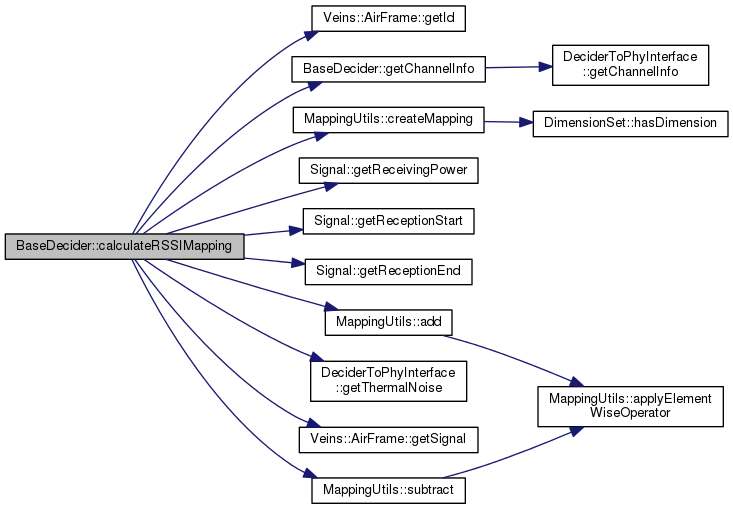 Veins::AirFrame::getId
BaseDecider::getChannelInfo
DeciderToPhyInterface
::getChannelInfo
MappingUtils::createMapping
DimensionSet::hasDimension
Signal::getReceivingPower
Signal::getReceptionStart
BaseDecider::calculateRSSIMapping
Signal::getReceptionEnd
MappingUtils::add
DeciderToPhyInterface
::getThermalNoise
MappingUtils::applyElement
WiseOperator
Veins::AirFrame::getSignal
MappingUtils::subtract